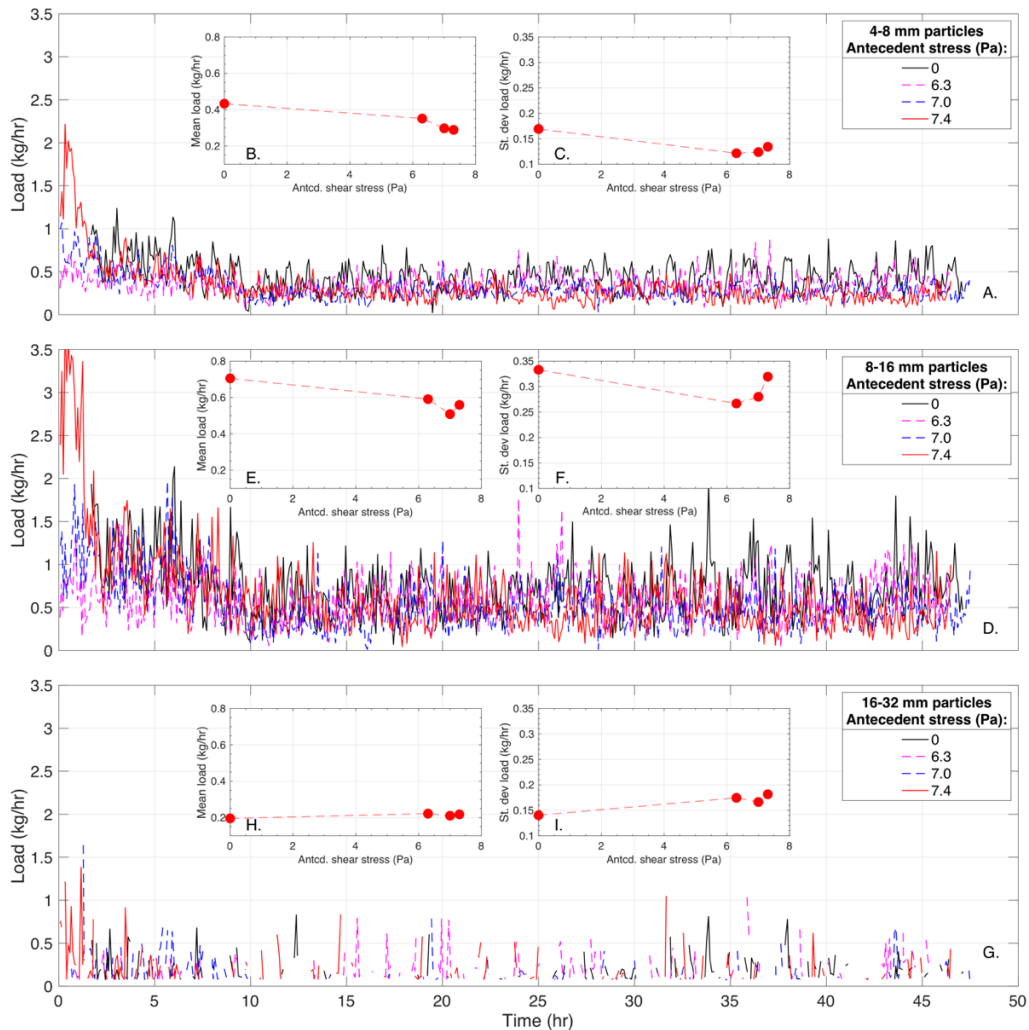 3.5
3
2.5
2
1.5
1
0.5
0
Load (kg/hr)
0.8
0.6
0.4
0.2
Mean load (kg/hr)
B.
0 2 4 6 8
Antcd. shear stress (Pa)
0.35
0.3
0.25
0.2
0.15
0.1
St. dev load (kg/hr)
C.
0 2 4 6 8
Antcd. shear stress (Pa)
4-8 mm particles
Antecedent stress (Pa):
0
6.3
7.0
7.4
A.
3.5
3
2.5
2
1.5
1
0.5
0
Load (kg/hr)
0.8
0.6
0.4
0.2
Mean load (kg/hr)
E.
0 2 4 6 8
Antcd. shear stress (Pa)
0.35
0.3
0.25
0.2
0.15
0.1
St. dev load (kg/hr)
F.
0 2 4 6 8
Antcd. shear stress (Pa)
8-16 mm particles
Antecedent stress (Pa):
0
6.3
7.0
7.4
D.
3.5
3
2.5
2
1.5
1
0.5
0
Load (kg/hr)
0.8
0.6
0.4
0.2
Mean load (kg/hr)
H.
0 2 4 6 8
Antcd. shear stress (Pa)
0.35
0.3
0.25
0.2
0.15
0.1
St. dev load (kg/hr)
I.
0 2 4 6 8
Antcd. shear stress (Pa)
16-32 mm particles
Antecedent stress (Pa):
0
6.3
7.0
7.4
G.
0 5 10 15 20 25 30 35 40 45 50
Time (hr)